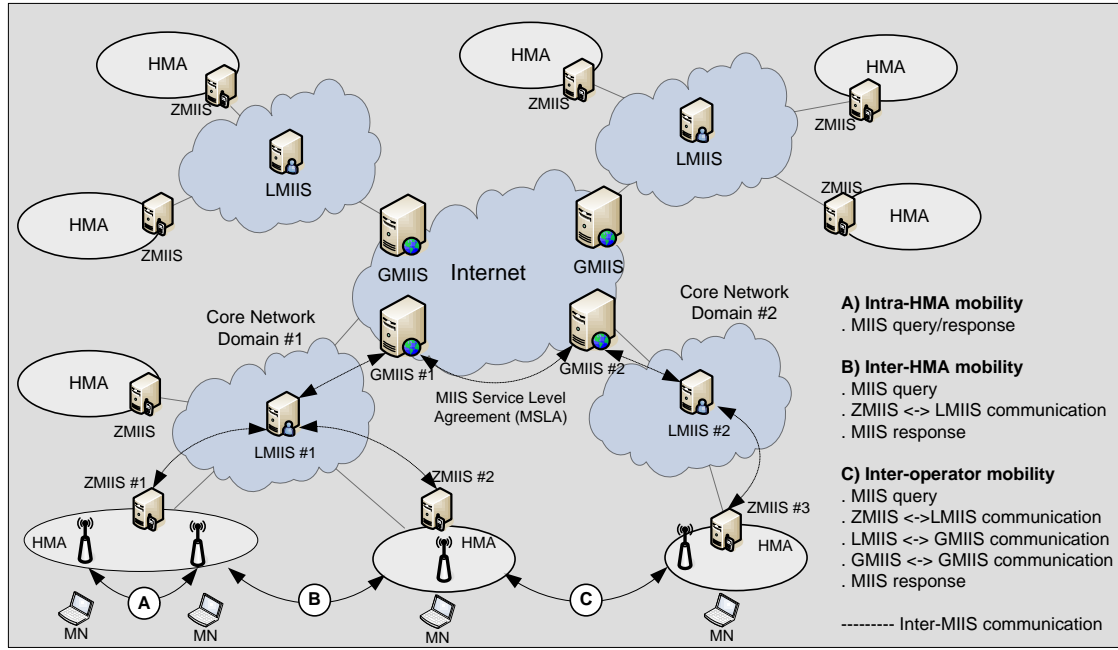 HMA
ZMIIS
LMIIS
HMA
ZMIIS
HMA
ZMIIS
HMA
ZMIIS
LMIIS
ZMIIS
HMA
GMIIS
Internet
GMIIS
Core Network
Domain #1
Core Network
Domain #2
GMIIS #1
GMIIS #2
MIIS Service Level
Agreement (MSLA)
HMA
ZMIIS
LMIIS #1
LMIIS #2
ZMIIS #1
ZMIIS #2
ZMIIS #3
HMA
HMA
HMA
A
B
C
MN
MN
MN
MN
A) Intra-HMA mobility
. MIIS query/response
B) Inter-HMA mobility
. MIIS query
. ZMIIS <-> LMIIS communication
. MIIS response
C) Inter-operator mobility
. MIIS query
. ZMIIS <->LMIIS communication
. LMIIS <-> GMIIS communication
. GMIIS <-> GMIIS communication
. MIIS response
--------- Inter-MIIS communication